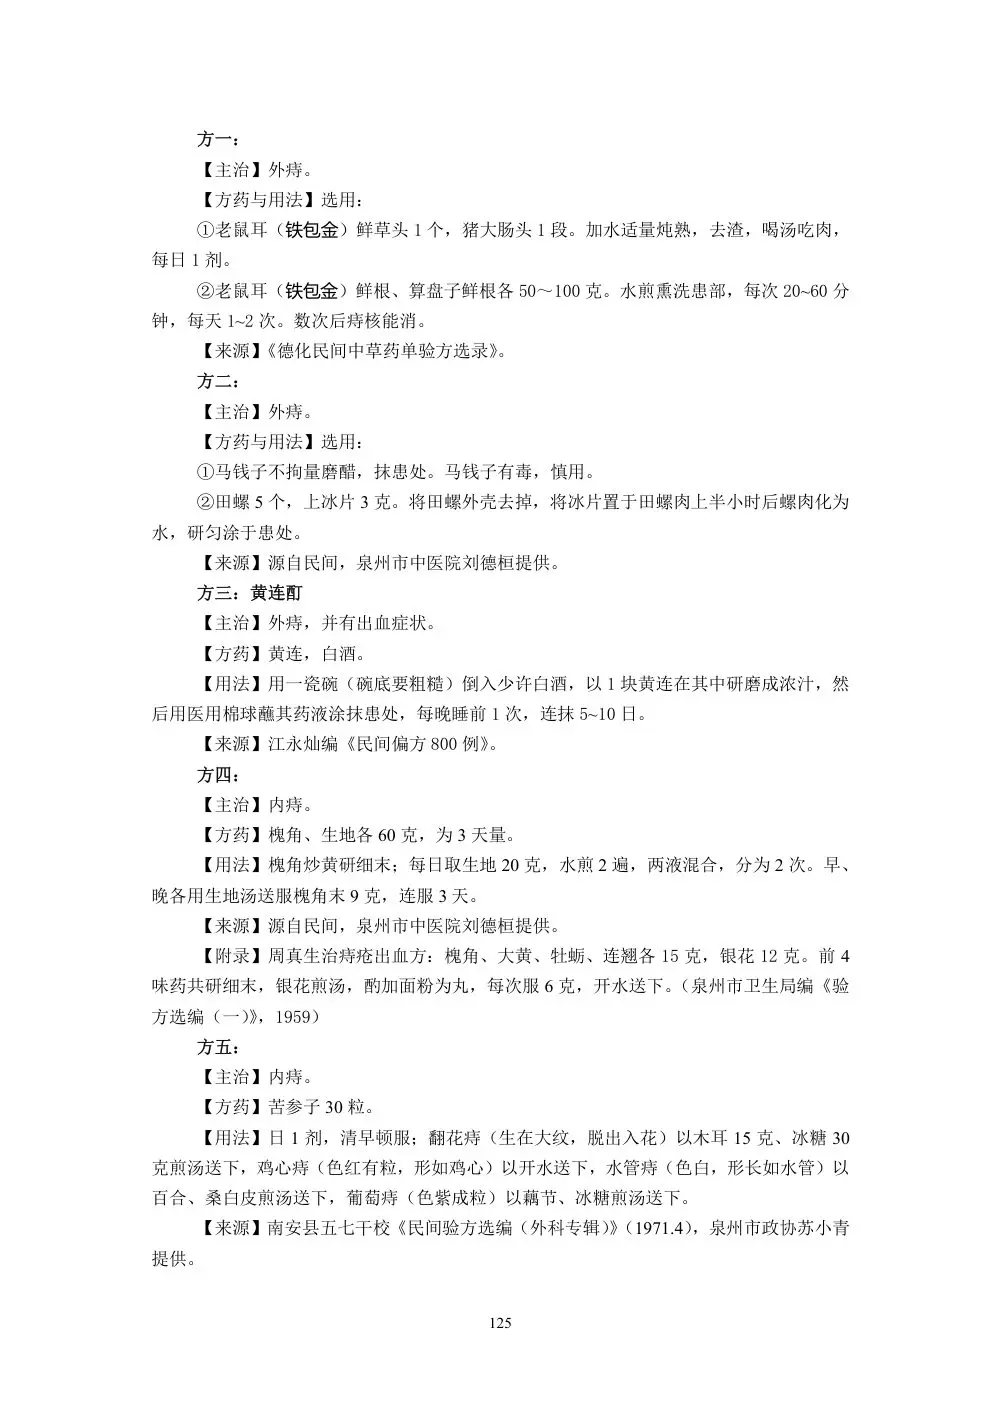 方一：
【主治】外痔。
【方药与用法】选用：
①老鼠耳（铁包金）鲜草头 1 个，猪大肠头 1 段。加水适量炖熟，去渣，喝汤吃肉，
每日 1 剂。
②老鼠耳（铁包金）鲜根、算盘子鲜根各 50～100 克。水煎熏洗患部，每次 20~60 分
钟，每天 1~2 次。数次后痔核能消。
【来源】《德化民间中草药单验方选录》。
方二：
【主治】外痔。
【方药与用法】选用：
①马钱子不拘量磨醋，抹患处。马钱子有毒，慎用。
②田螺 5 个，上冰片 3 克。将田螺外壳去掉，将冰片置于田螺肉上半小时后螺肉化为
水，研匀涂于患处。
【来源】源自民间，泉州市中医院刘德桓提供。
方三：黄连酊
【主治】外痔，并有出血症状。
【方药】黄连，白酒。
【用法】用一瓷碗（碗底要粗糙）倒入少许白酒，以 1 块黄连在其中研磨成浓汁，然
后用医用棉球蘸其药液涂抹患处，每晚睡前 1 次，连抹 5~10 日。
【来源】江永灿编《民间偏方 800 例》。
方四：
【主治】内痔。
【方药】槐角、生地各 60 克，为 3 天量。
【用法】槐角炒黄研细末；每日取生地 20 克，水煎 2 遍，两液混合，分为 2 次。早、
晚各用生地汤送服槐角末 9 克，连服 3 天。
【来源】源自民间，泉州市中医院刘德桓提供。
【附录】周真生治痔疮出血方：槐角、大黄、牡蛎、连翘各 15 克，银花 12 克。前 4
味药共研细末，银花煎汤，酌加面粉为丸，每次服 6 克，开水送下。（泉州市卫生局编《验
方选编（一）》，1959）
方五：
【主治】内痔。
【方药】苦参子 30 粒。
【用法】日 1 剂，清早顿服；翻花痔（生在大纹，脱出入花）以木耳 15 克、冰糖 30
克煎汤送下，鸡心痔（色红有粒，形如鸡心）以开水送下，水管痔（色白，形长如水管）以
百合、桑白皮煎汤送下，葡萄痔（色紫成粒）以藕节、冰糖煎汤送下。
【来源】南安县五七干校《民间验方选编（外科专辑）》（1971.4），泉州市政协苏小青
提供。
125